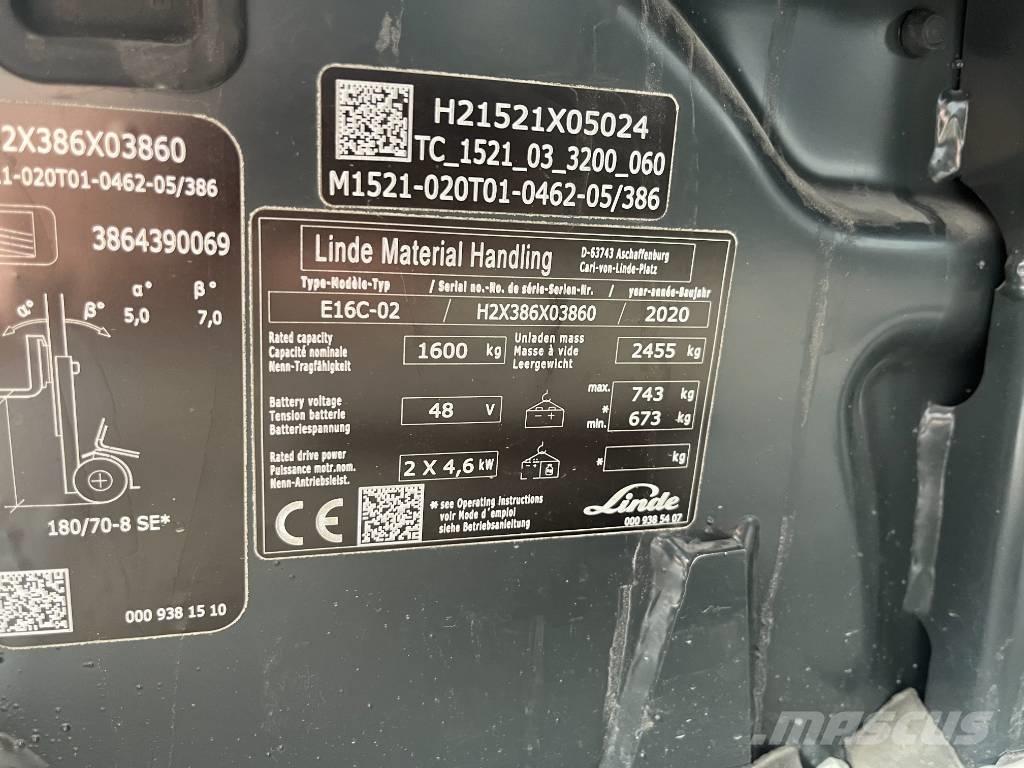 H21521X05024
TC_1521_03_3200_060
M1521-020T01-0462-05/386
2X386X03860
1-020T01-0462-05/386
3864390069
α° β°
α° β° 5,0 7,0
180/70-8 SE*
000 938 15 10
Linde Material Handling
D-63743 Aschaffenburg
Carl-von-Linde-Platz
Type-Modèle-Typ / Serial no.-No. de série-Serien-Nr. / year-année-Baujahr
E16C-02 / H2X386X03860 / 2020
Rated capacity
Capacité nominale
Nenn-Tragfähigkeit
1600 kg
Unladen mass
Masse à vide
Leergewicht
2455 kg
Battery voltage
Tension batterie
Batteriespannung
48 V
max. 743 kg
*
min. 673 kg
Rated drive power
Puissance motr.nom.
Nenn-Antriebsleist.
2 X 4,6 kW
* kg
CE
*= see Operating Instructions
voir Mode d'emploi
siehe Betriebsanleitung
Linde
000 938 54 07
MASCUS